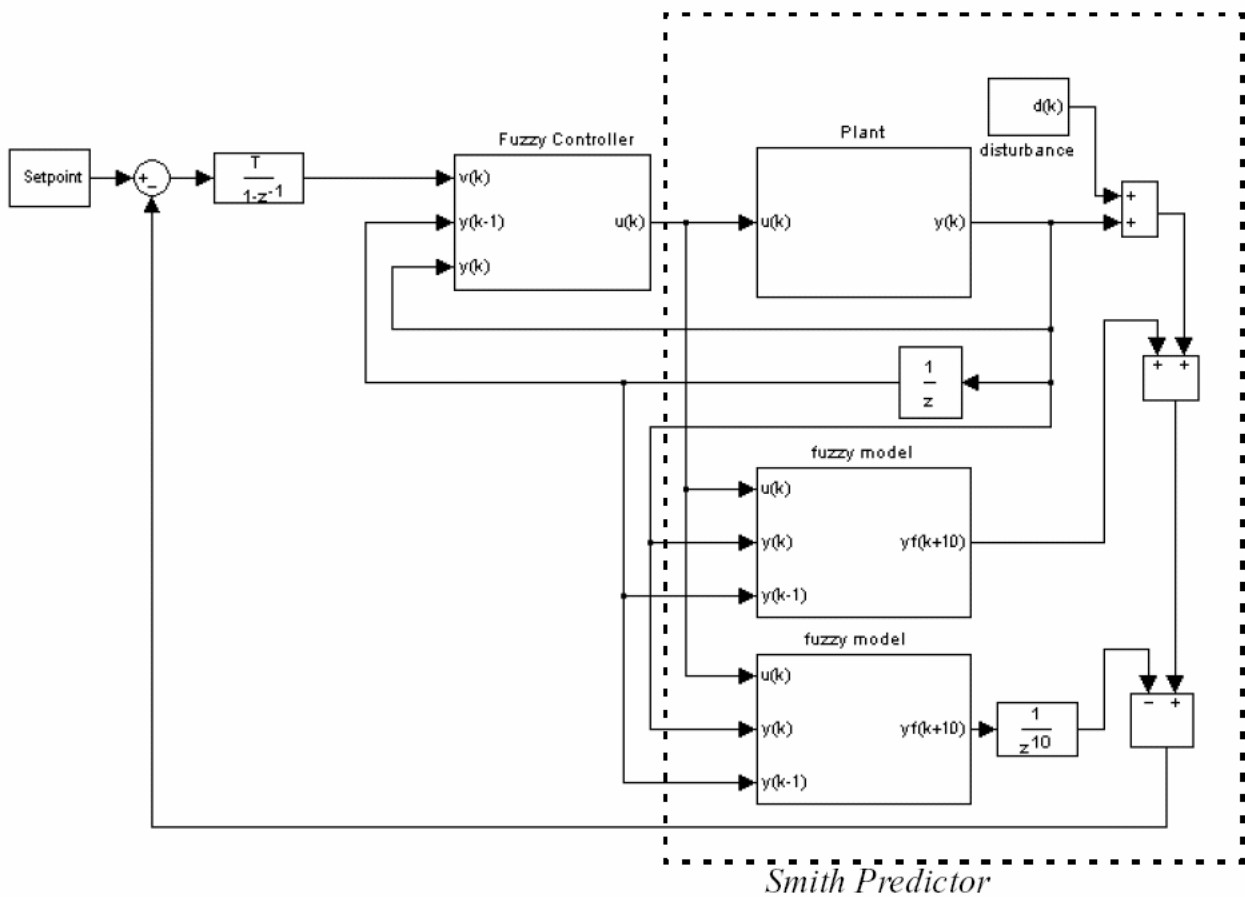 d(k)
disturbance
Fuzzy Controller
Plant
Setpoint
+
−
T
1-z-1
v(k)
y(k-1)
y(k)
u(k)
u(k)
y(k)
+
+
+ +
1
z
fuzzy model
u(k)
y(k)
y(k-1)
yf(k+10)
fuzzy model
u(k)
y(k)
y(k-1)
yf(k+10)
1
z10
− +
Smith Predictor